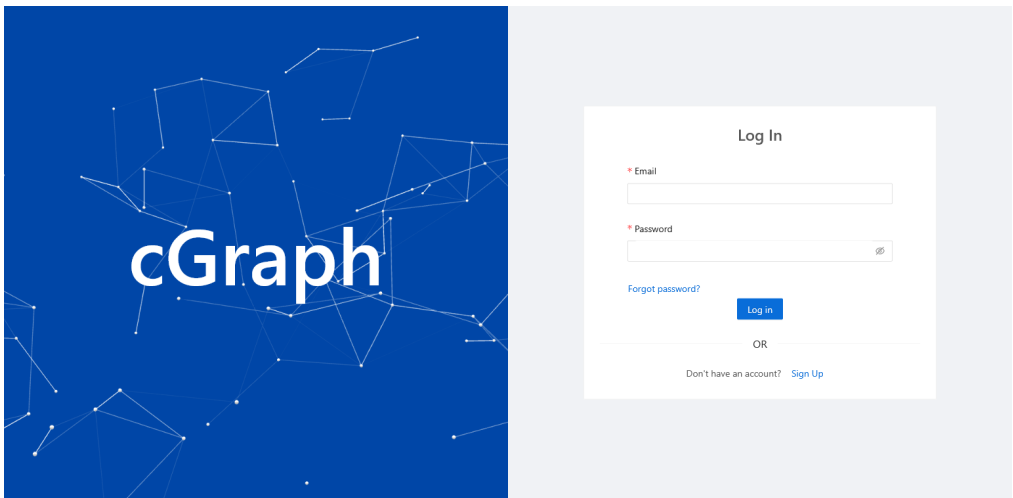 cGraph
Log In
* Email
* Password
Forgot password?
Log in
OR
Don't have an account? Sign Up